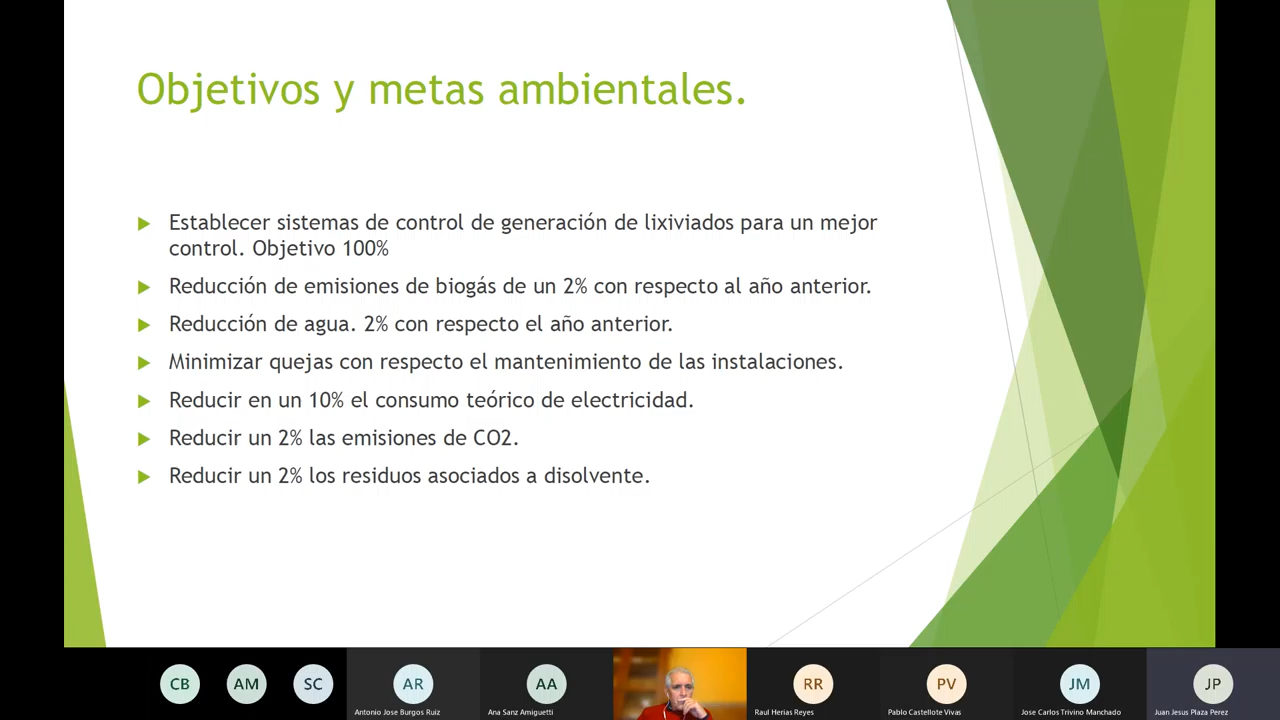 Objetivos y metas ambientales.
Establecer sistemas de control de generación de lixiviados para un mejor
control. Objetivo 100%
Reducción de emisiones de biogás de un 2% con respecto al año anterior.
Reducción de agua. 2% con respecto el año anterior.
Minimizar quejas con respecto el mantenimiento de las instalaciones.
Reducir en un 10% el consumo teórico de electricidad.
Reducir un 2% las emisiones de CO2.
Reducir un 2% los residuos asociados a disolvente.
CB AM SC AR AA RR PV JM JP
Antonio Jose Burgos Ruiz Ana Sanz Amiguetti Raul Herias Reyes Pablo Castellote Vivas Jose Carlos Trivino Manchado Juan Jesus Plaza Perez